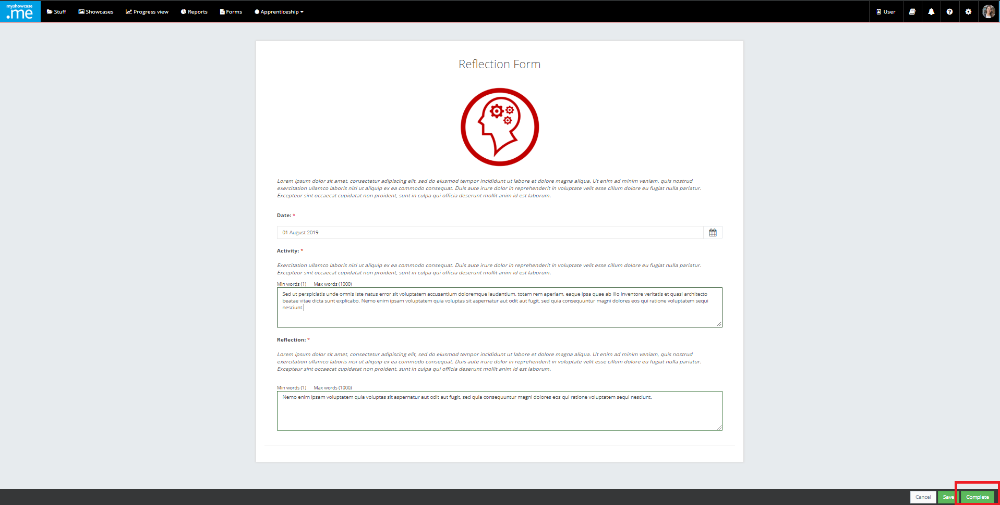 myshowcase
.me
Stuff
Showcases
Progress view
Reports
Forms
Apprenticeship
User
Reflection Form
Lorem ipsum dolor sit amet, consectetur adipiscing elit, sed do eiusmod tempor incididunt ut labore et dolore magna aliqua. Ut enim ad minim veniam, quis nostrud
exercitation ullamco laboris nisi ut aliquip ex ea commodo consequat. Duis aute irure dolor in reprehenderit in voluptate velit esse cillum dolore eu fugiat nulla pariatur.
Excepteur sint occaecat cupidatat non proident, sunt in culpa qui officia deserunt mollit anim id est laborum.
Date: *
01 August 2019
Activity: *
Exercitation ullamco laboris nisi ut aliquip ex ea commodo consequat. Duis aute irure dolor in reprehenderit in voluptate velit esse cillum dolore eu fugiat nulla pariatur.
Excepteur sint occaecat cupidatat non proident, sunt in culpa qui officia deserunt mollit anim id est laborum.
Min words (1) Max words (1000)
Sed ut perspiciatis unde omnis iste natus error sit voluptatem accusantium doloremque laudantium, totam rem aperiam, eaque ipsa quae ab illo inventore veritatis et quasi architecto
beatae vitae dicta sunt explicabo. Nemo enim ipsam voluptatem quia voluptas sit aspernatur aut odit aut fugit, sed quia consequuntur magni dolores eos qui ratione voluptatem sequi
nesciunt.
Reflection: *
Lorem ipsum dolor sit amet, consectetur adipiscing elit, sed do eiusmod tempor incididunt ut labore et dolore magna aliqua. Ut enim ad minim veniam, quis nostrud
exercitation ullamco laboris nisi ut aliquip ex ea commodo consequat. Duis aute irure dolor in reprehenderit in voluptate velit esse cillum dolore eu fugiat nulla pariatur.
Excepteur sint occaecat cupidatat non proident, sunt in culpa qui officia deserunt mollit anim id est laborum.
Min words (1) Max words (1000)
Nemo enim ipsam voluptatem quia voluptas sit aspernatur aut odit aut fugit, sed quia consequuntur magni dolores eos qui ratione voluptatem sequi nesciunt.
Cancel
Save
Complete